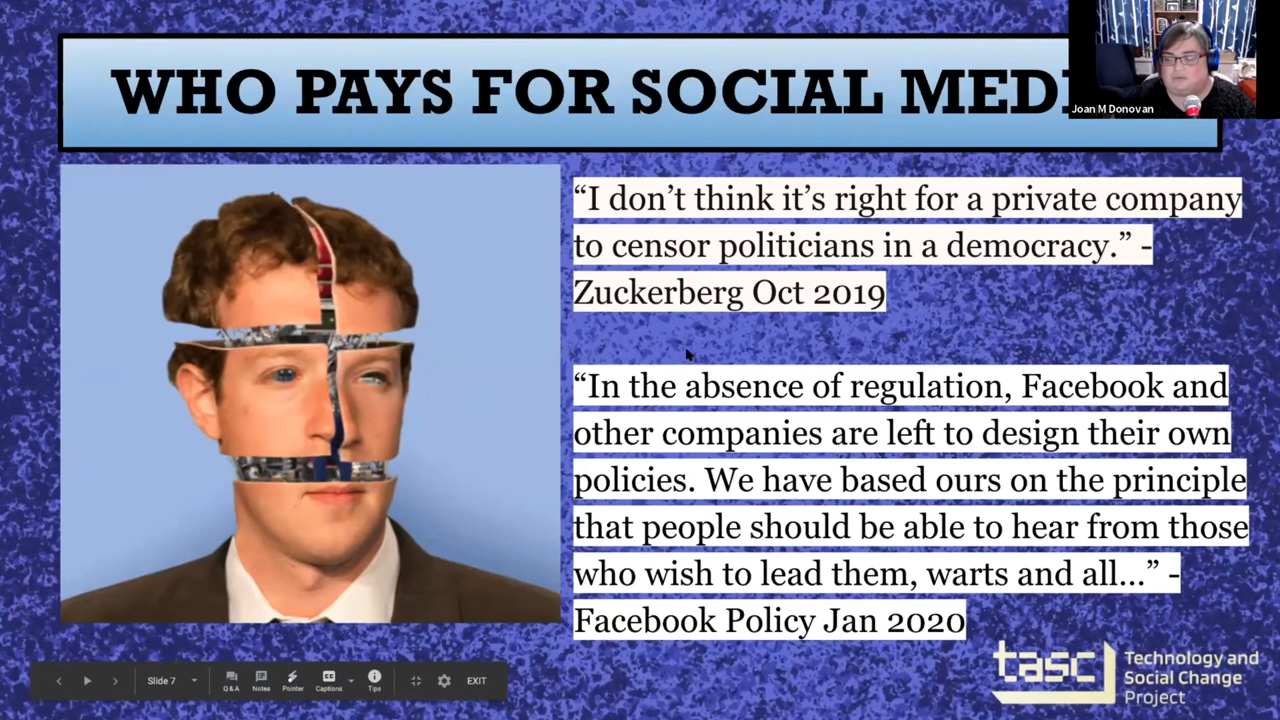 WHO PAYS FOR SOCIAL MED
Joan M Donovan
“I don’t think it’s right for a private company
to censor politicians in a democracy.” -
Zuckerberg Oct 2019
“In the absence of regulation, Facebook and
other companies are left to design their own
policies. We have based ours on the principle
that people should be able to hear from those
who wish to lead them, warts and all...” -
Facebook Policy Jan 2020
tasc
Technology and
Social Change
Project
Slide 7
Q&A
Notes
Pointer
CC
Captions
Tips
EXIT